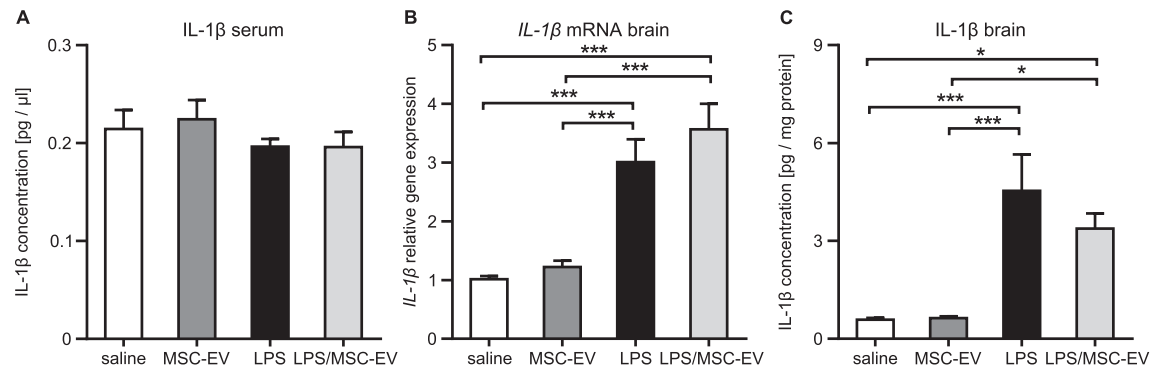 A
IL-1β serum
IL-1β concentration [pg / µl]
0.3
0.2
0.1
0
saline MSC-EV LPS LPS/MSC-EV
B
IL-1β mRNA brain
IL-1β relative gene expression
5
4
3
2
1
0
***
***
***
***
saline MSC-EV LPS LPS/MSC-EV
C
IL-1β brain
IL-1β concentration [pg / mg protein]
9
6
3
0
*
*
***
***
saline MSC-EV LPS LPS/MSC-EV